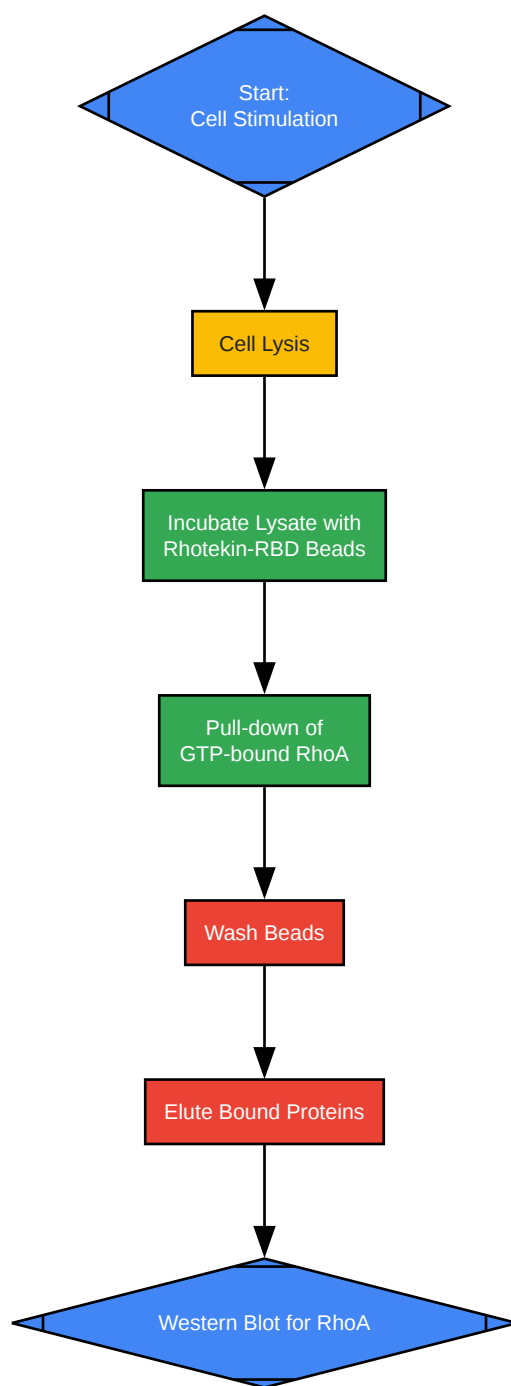 Start:
Cell Stimulation
Cell Lysis
Incubate Lysate with
Rhotekin-RBD Beads
Pull-down of
GTP-bound RhoA
Wash Beads
Elute Bound Proteins
Western Blot for RhoA